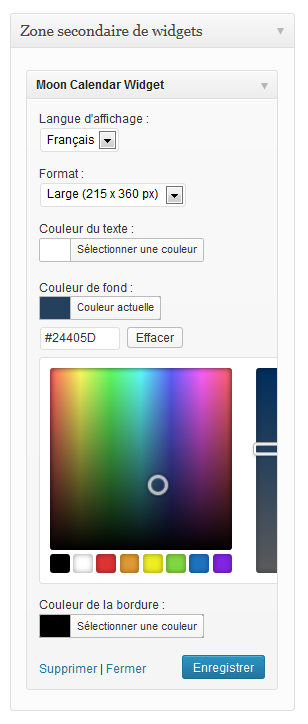 Zone secondaire de widgets
Moon Calendar Widget
Langue d'affichage :
Français
Format :
Large (215 x 360 px)
Couleur du texte :
Sélectionner une couleur
Couleur de fond :
Couleur actuelle
#24405D Effacer
Couleur de la bordure :
Sélectionner une couleur
Supprimer | Fermer Enregistrer